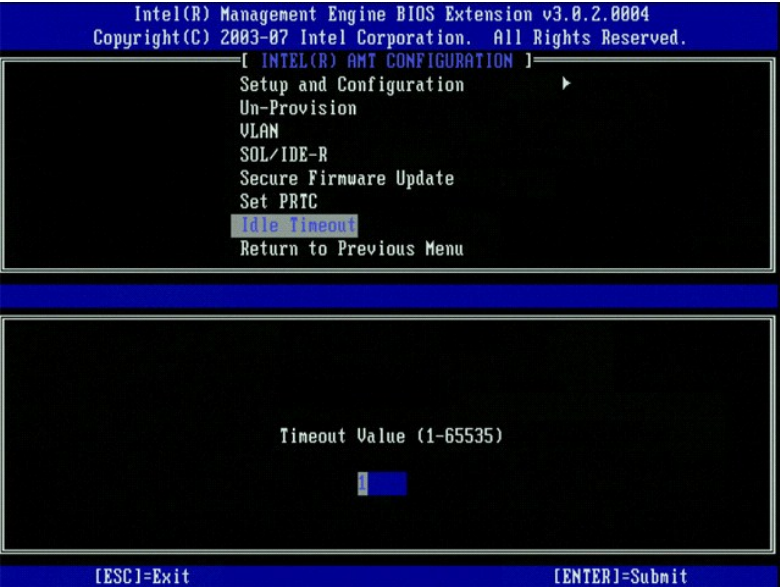 Intel(R) Management Engine BIOS Extension v3.0.2.0004
Copyright(C) 2003-07 Intel Corporation. All Rights Reserved.
[ INTEL(R) AMT CONFIGURATION ]
Setup and Configuration
Un-Provision
VLAN
SOL/IDE-R
Secure Firmware Update
Set PRTC
Idle Timeout
Return to Previous Menu
Timeout Value (1-65535)
1
[ESC]=Exit [ENTER]=Submit